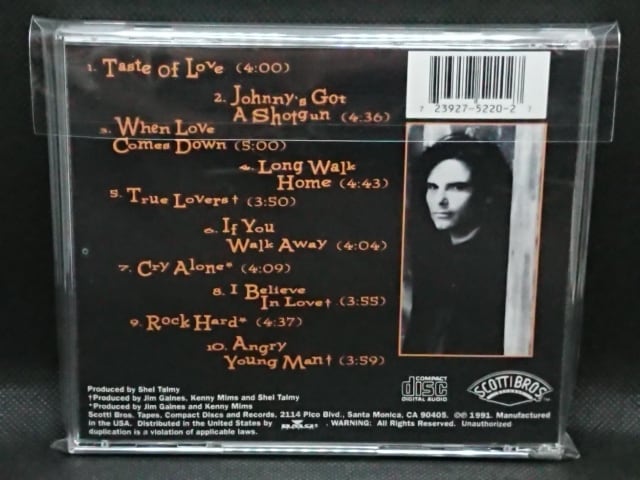 1. Taste of Love (4:00)
2. Johnny's Got
A Shotgun (4:36)
3. When Love
Comes Down (5:00)
4. Long Walk
Home (4:43)
5. True Lovers† (3:50)
6. If You
Walk Away (4:04)
7. Cry Alone* (4:09)
8. I Believe
In Love† (3:55)
9. Rock Hard* (4:37)
10. Angry
Young Man† (3:59)
7 23927-5220-2 7
Produced by Shel Talmy
†Produced by Jim Gaines, Kenny Mims and Shel Talmy
*Produced by Jim Gaines and Kenny Mims
Scotti Bros. Tapes, Compact Discs and Records, 2114 Pico Blvd., Santa Monica, CA 90405. ℗© 1991. Manufactured
in the USA. Distributed in the United States by BMG. WARNING: All Rights Reserved. Unauthorized
duplication is a violation of applicable laws.
COMPACT
disc
DIGITAL AUDIO
SCOTTI BROS.